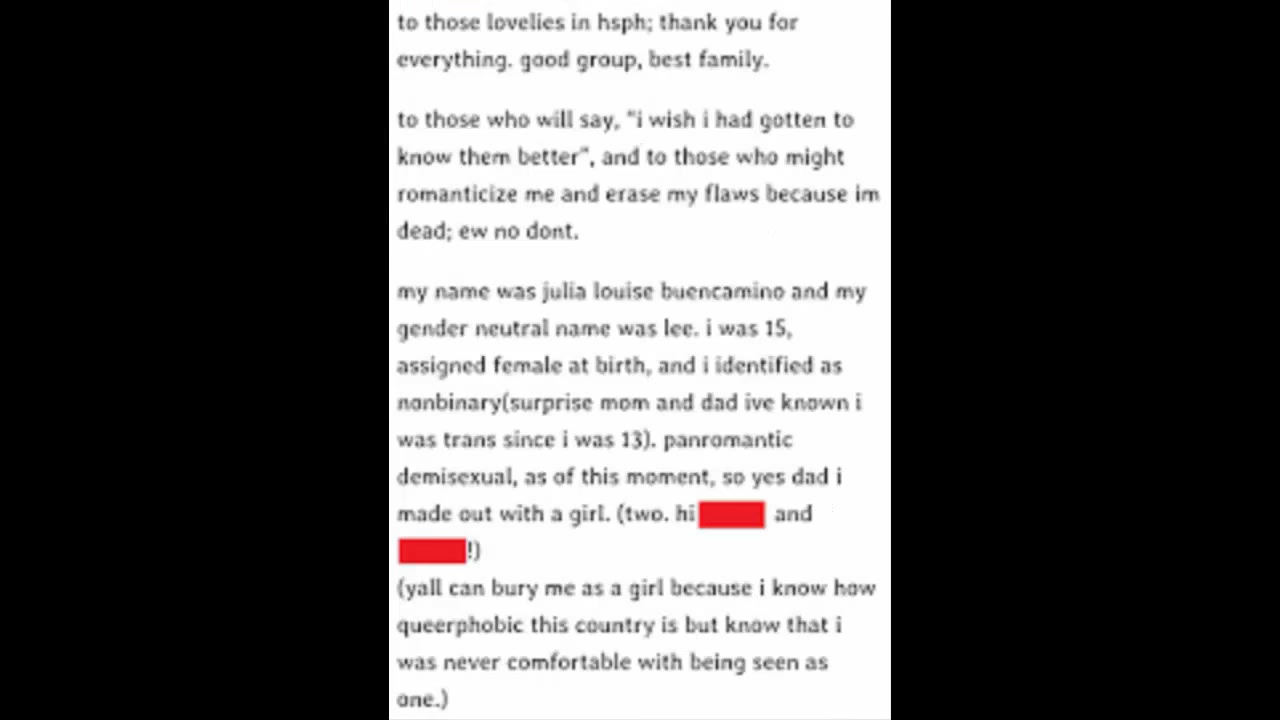 to those lovelies in hsph; thank you for
everything. good group, best family.
to those who will say, "i wish i had gotten to
know them better", and to those who might
romanticize me and erase my flaws because im
dead; ew no dont.
my name was julia louise buencamino and my
gender neutral name was lee. i was 15,
assigned female at birth, and i identified as
nonbinary(surprise mom and dad ive known i
was trans since i was 13). panromantic
demisexual, as of this moment, so yes dad i
made out with a girl. (two. hi and
!)
(yall can bury me as a girl because i know how
queerphobic this country is but know that i
was never comfortable with being seen as
one.)